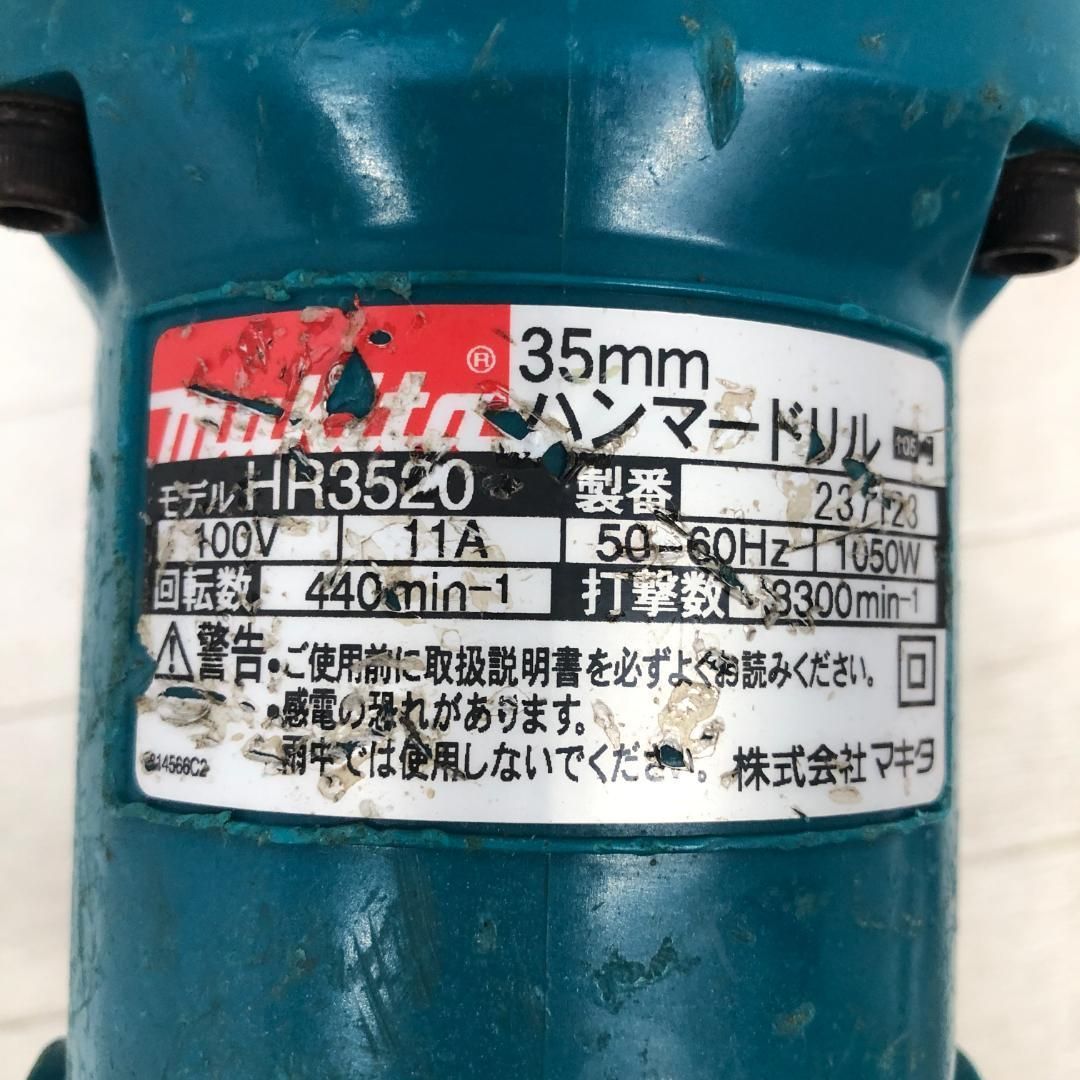 makita®
35mm
ハンマードリル
モデル HR3520 製番 237123
100V 11A 50-60Hz 1050W
回転数 440min-1 打撃数 3300min-1
⚠警告 •ご使用前に取扱説明書を必ずよくお読みください。
•感電の恐れがあります。
雨中では使用しないでください。 株式会社マキタ
814566C2